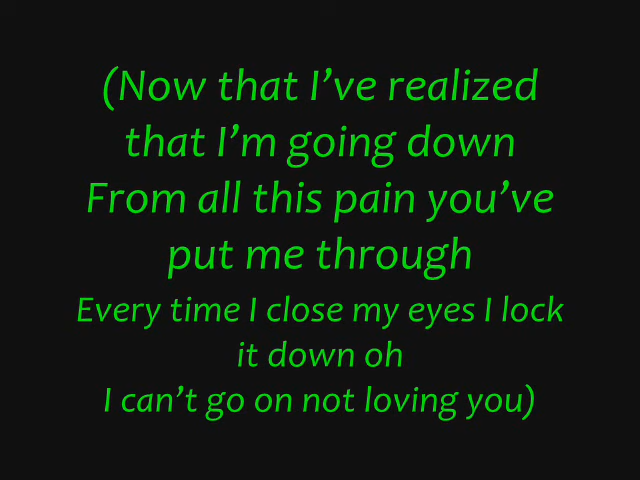 (Now that I've realized
that I'm going down
From all this pain you've
put me through
Every time I close my eyes I lock
it down oh
I can't go on not loving you)